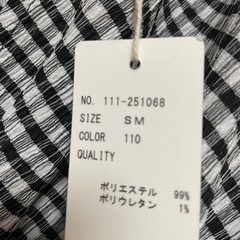 NO. 111-251068
SIZE SM
COLOR 110
QUALITY
ポリエステル 99%
ポリウレタン 1%